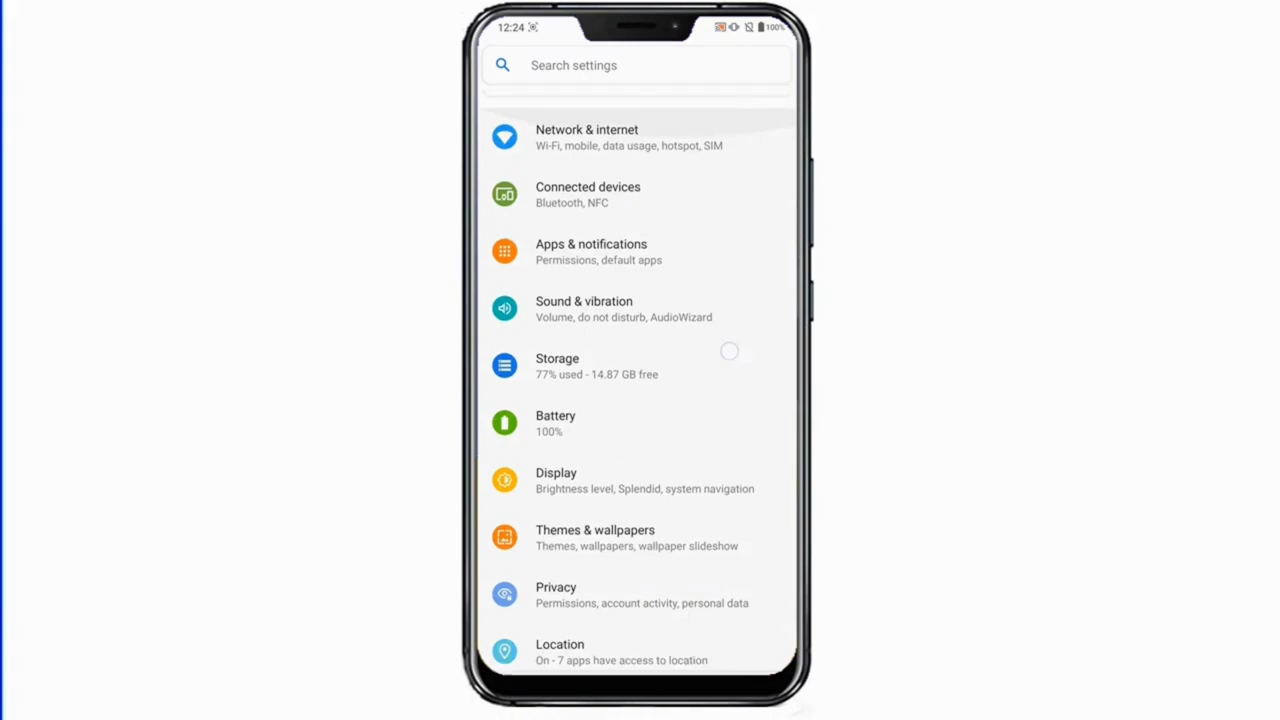 12:24
100%
Search settings
Network & internet
Wi-Fi, mobile, data usage, hotspot, SIM
Connected devices
Bluetooth, NFC
Apps & notifications
Permissions, default apps
Sound & vibration
Volume, do not disturb, AudioWizard
Storage
77% used - 14.87 GB free
Battery
100%
Display
Brightness level, Splendid, system navigation
Themes & wallpapers
Themes, wallpapers, wallpaper slideshow
Privacy
Permissions, account activity, personal data
Location
On - 7 apps have access to location